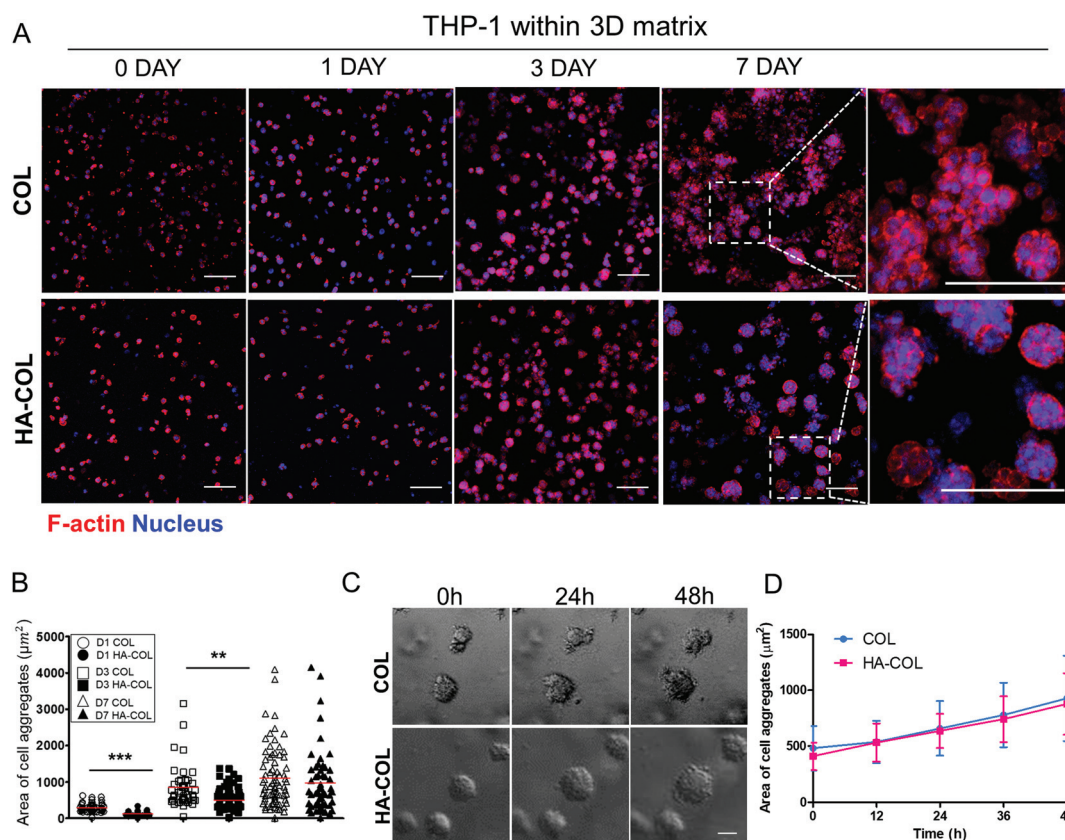 A
THP-1 within 3D matrix
0 DAY 1 DAY 3 DAY 7 DAY
COL
HA-COL
F-actin Nucleus
B
Area of cell aggregates (μm²)
5000
4000
3000
2000
1000
0
D1 COL
D1 HA-COL
D3 COL
D3 HA-COL
D7 COL
D7 HA-COL
***
**
C
0h 24h 48h
COL
HA-COL
D
Area of cell aggregates (μm²)
1500
1000
500
0
COL
HA-COL
0 12 24 36
Time (h)